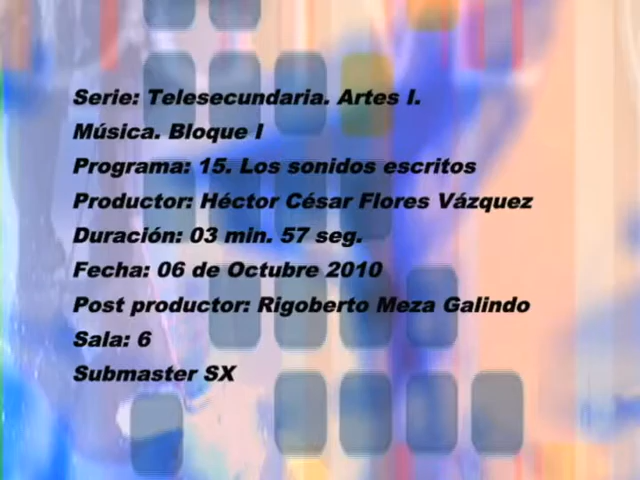 Serie: Telesecundaria. Artes I.
Música. Bloque I
Programa: 15. Los sonidos escritos
Productor: Héctor César Flores Vázquez
Duración: 03 min. 57 seg.
Fecha: 06 de Octubre 2010
Post productor: Rigoberto Meza Galindo
Sala: 6
Submaster SX